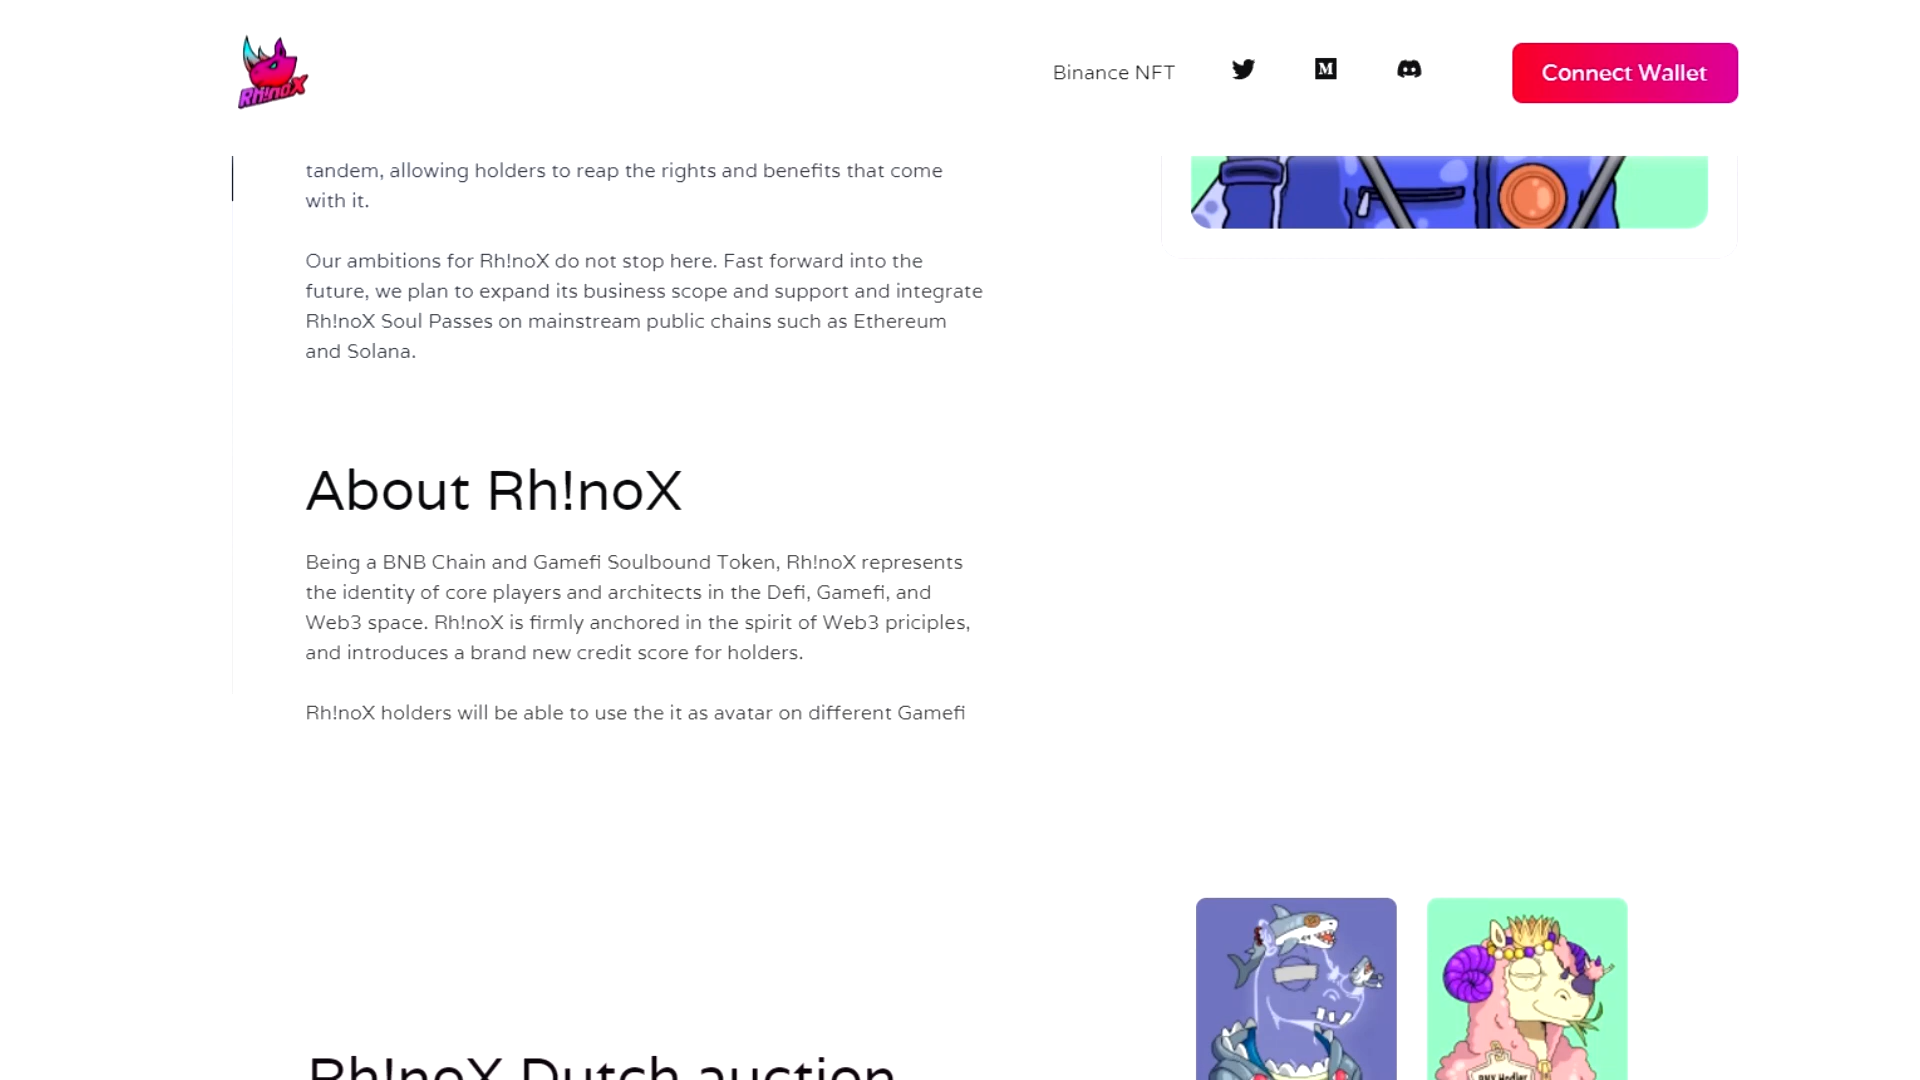 Rh!noX
Binance NFT
M
Connect Wallet
tandem, allowing holders to reap the rights and benefits that come
with it.
Our ambitions for Rh!noX do not stop here. Fast forward into the
future, we plan to expand its business scope and support and integrate
Rh!noX Soul Passes on mainstream public chains such as Ethereum
and Solana.
About Rh!noX
Being a BNB Chain and Gamefi Soulbound Token, Rh!noX represents
the identity of core players and architects in the Defi, Gamefi, and
Web3 space. Rh!noX is firmly anchored in the spirit of Web3 priciples,
and introduces a brand new credit score for holders.
Rh!noX holders will be able to use the it as avatar on different Gamefi
Rh!noX Dutch auction